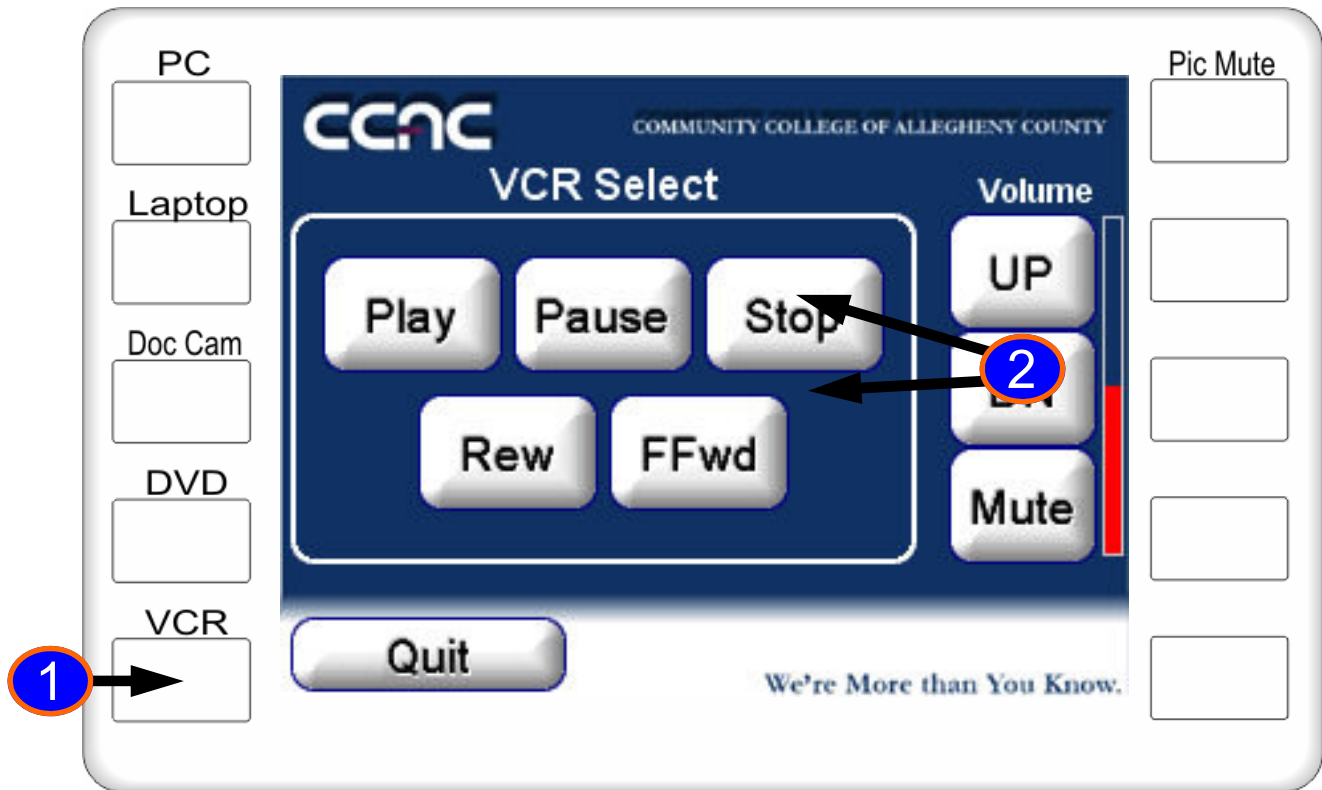 PC
Pic Mute
CCAC
COMMUNITY COLLEGE OF ALLEGHENY COUNTY
VCR Select
Volume
Laptop
UP
Play
Pause
Stop
Doc Cam
2
Rew
FFwd
DVD
Mute
VCR
1
Quit
We're More than You Know.